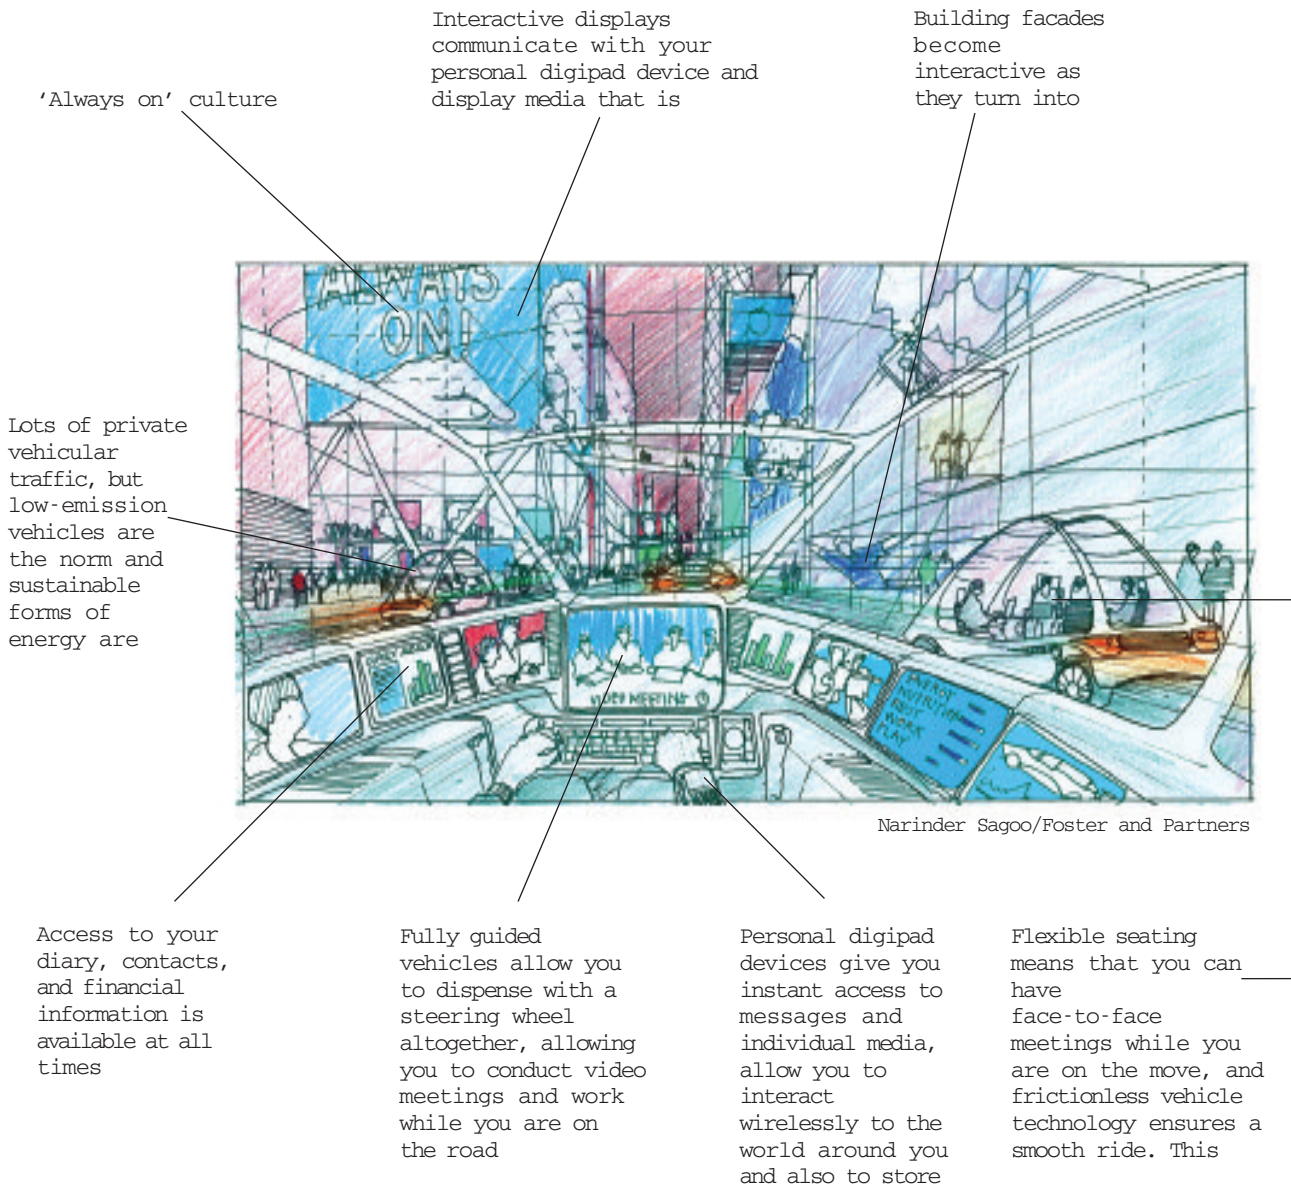 Interactive displays
communicate with your
personal digipad device and
display media that is
Building facades
become
interactive as
they turn into
‘Always on’ culture
Lots of private
vehicular
traffic, but
low-emission
vehicles are
the norm and
sustainable
forms of
energy are
ALWAYS
ON!
VIDEO MEETING
ENERGY
NUTRITION
REST
WORK
PLAY
Narinder Sagoo/Foster and Partners
Access to your
diary, contacts,
and financial
information is
available at all
times
Fully guided
vehicles allow you
to dispense with a
steering wheel
altogether, allowing
you to conduct video
meetings and work
while you are on
the road
Personal digipad
devices give you
instant access to
messages and
individual media,
allow you to
interact
wirelessly to the
world around you
and also to store
Flexible seating
means that you can
have
face-to-face
meetings while you
are on the move, and
frictionless vehicle
technology ensures a
smooth ride. This